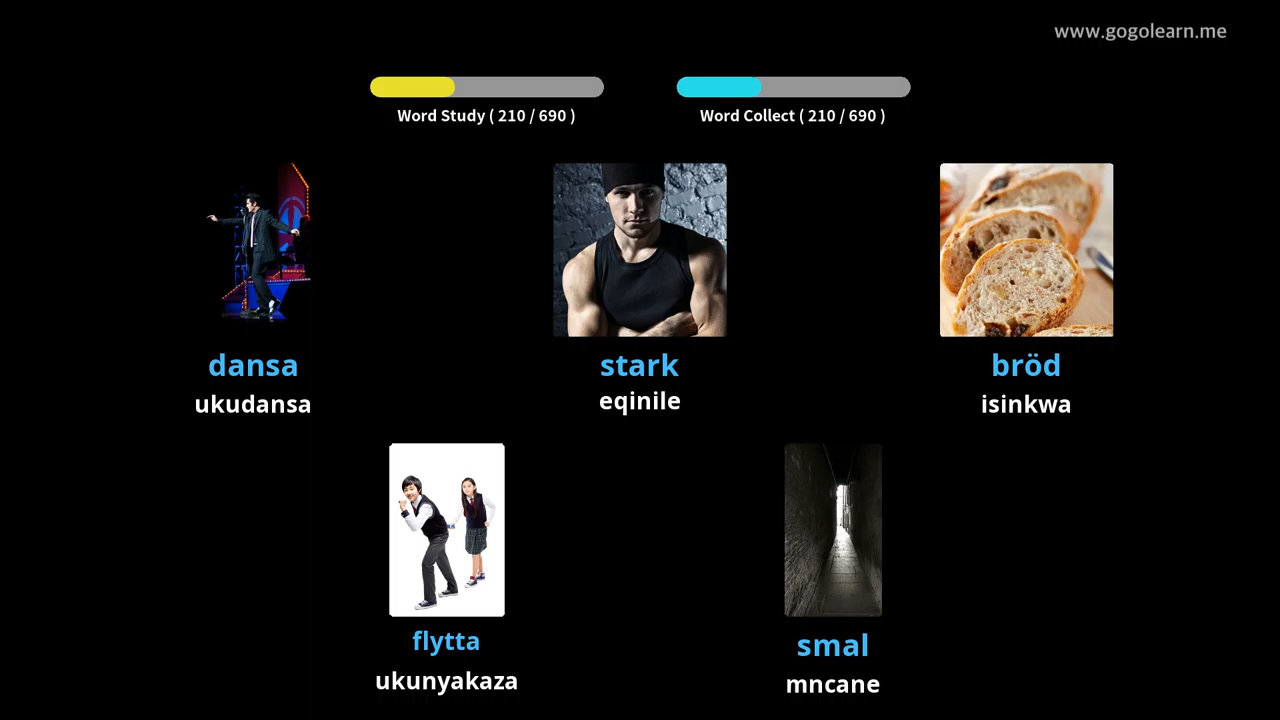 www.gogolearn.me
Word Study ( 210 / 690 )
Word Collect ( 210 / 690 )
dansa
ukudansa
stark
eqinile
bröd
isinkwa
flytta
ukunyakaza
smal
mncane